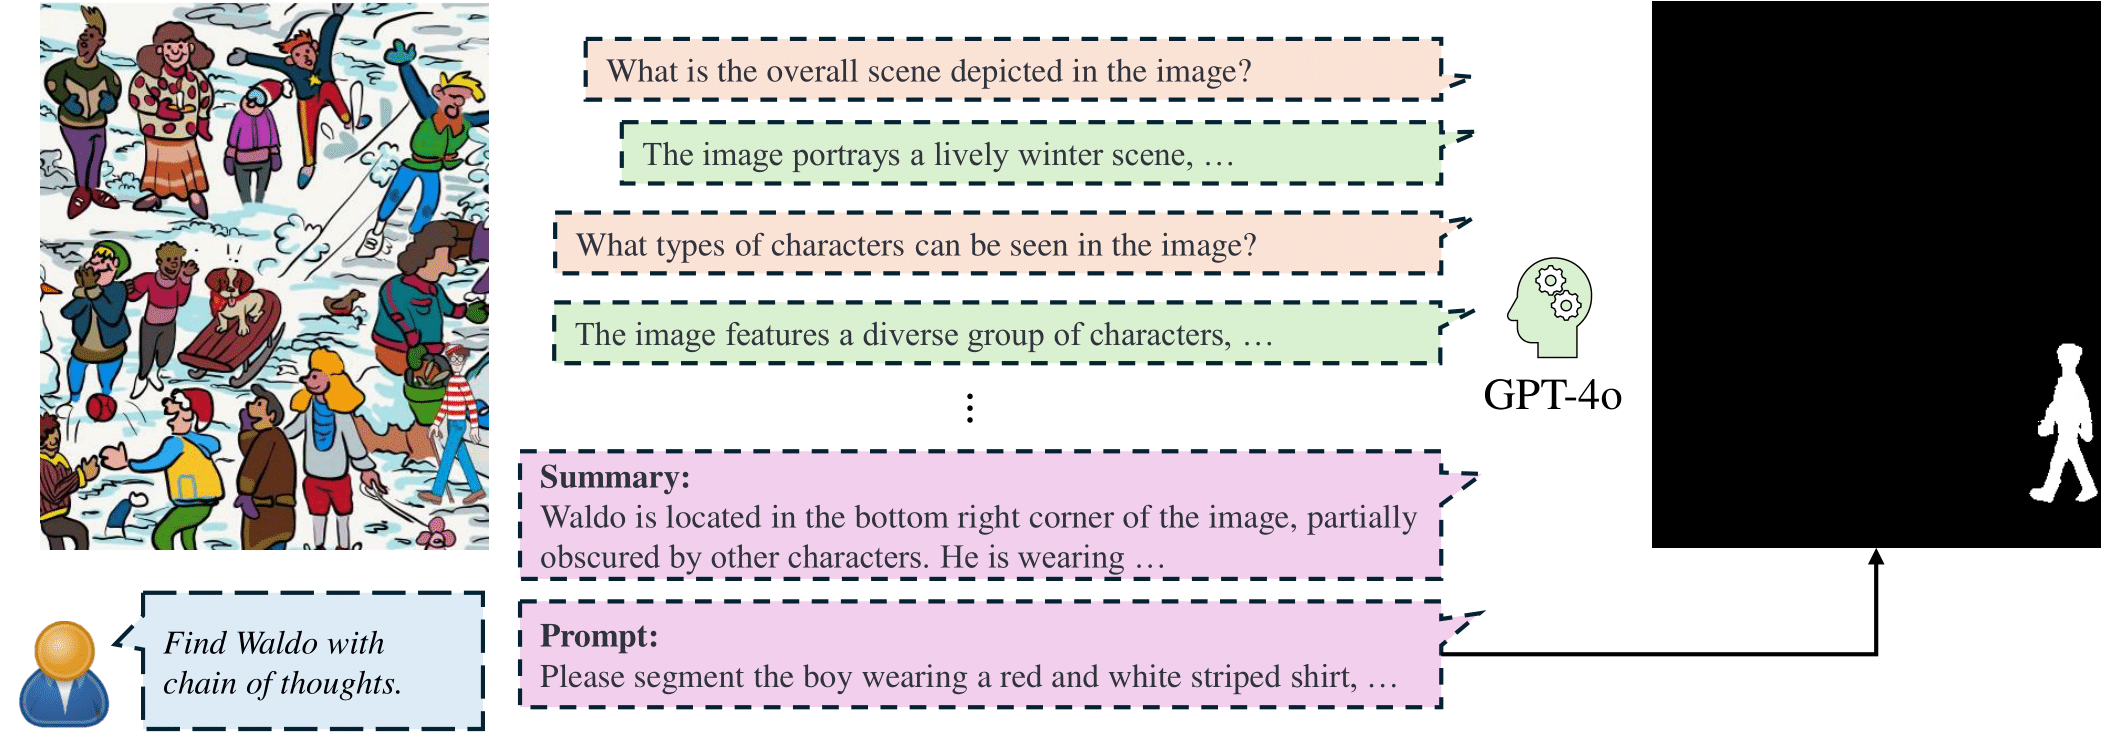 What is the overall scene depicted in the image?
The image portrays a lively winter scene, …
What types of characters can be seen in the image?
The image features a diverse group of characters, …
⋮
GPT-4o
Summary:
Waldo is located in the bottom right corner of the image, partially
obscured by other characters. He is wearing …
Prompt:
Please segment the boy wearing a red and white striped shirt, …
Find Waldo with
chain of thoughts.